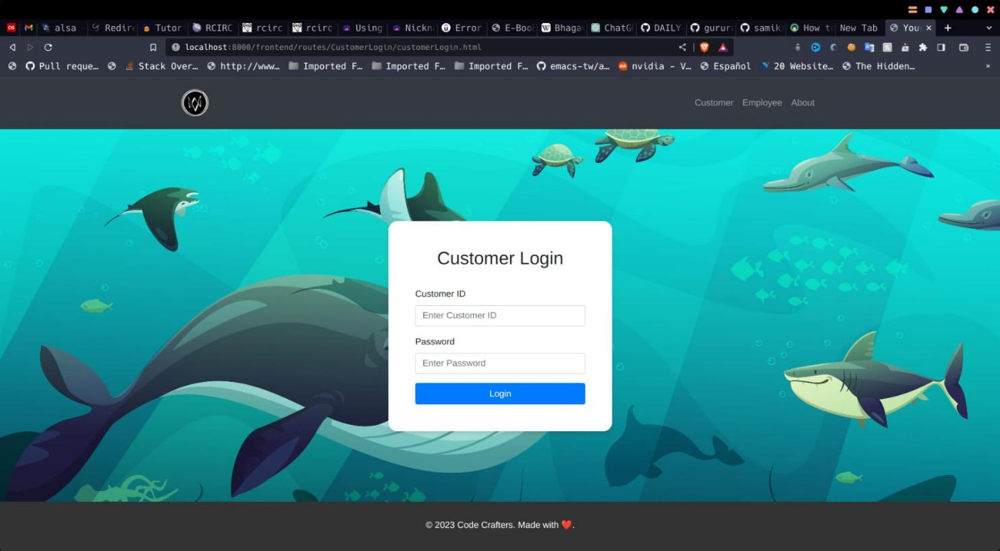 alsa Redir Tutor RCIRC rcirc rcirc Using Nickn Error E-Boo Bhaga ChatG DAILY- gurur samik How t New Tab You
localhost:8000/frontend/routes/CustomerLogin/customerLogin.html
Pull reque… Stack Over… http://www… Imported F… Imported F… Imported F… emacs-tw/a… nvidia – V… Español 20 Website… The Hidden…
Customer Employee About
Customer Login
Customer ID
Enter Customer ID
Password
Enter Password
Login
© 2023 Code Crafters. Made with ❤️.